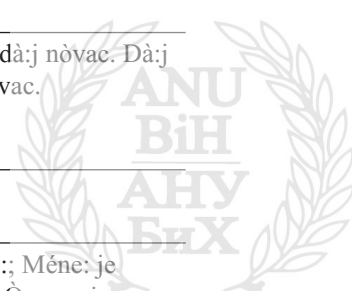 dà:j nòvac. Dà:j
vac.
ANU
BiH
АНУ
БиХ
:; Méne: je